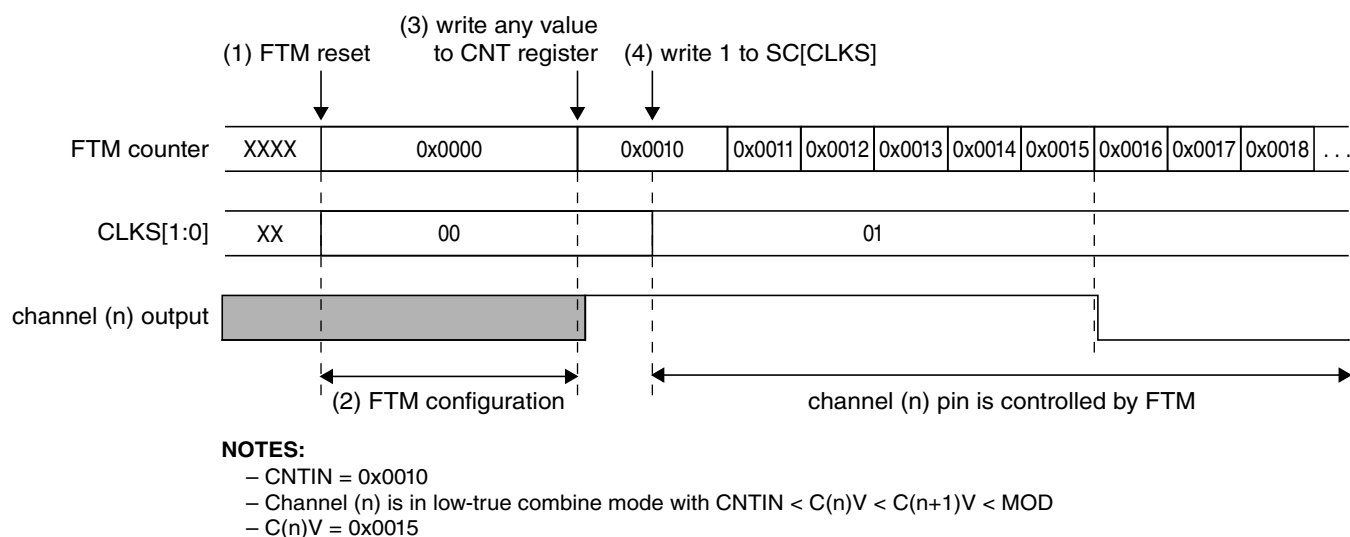 (3) write any value
(1) FTM reset to CNT register (4) write 1 to SC[CLKS]
FTM counter XXXX 0x0000 0x0010 0x0011 0x0012 0x0013 0x0014 0x0015 0x0016 0x0017 0x0018 . . .
CLKS[1:0] XX 00 01
channel (n) output
(2) FTM configuration channel (n) pin is controlled by FTM
NOTES:
– CNTIN = 0x0010
– Channel (n) is in low-true combine mode with CNTIN < C(n)V < C(n+1)V < MOD
– C(n)V = 0x0015